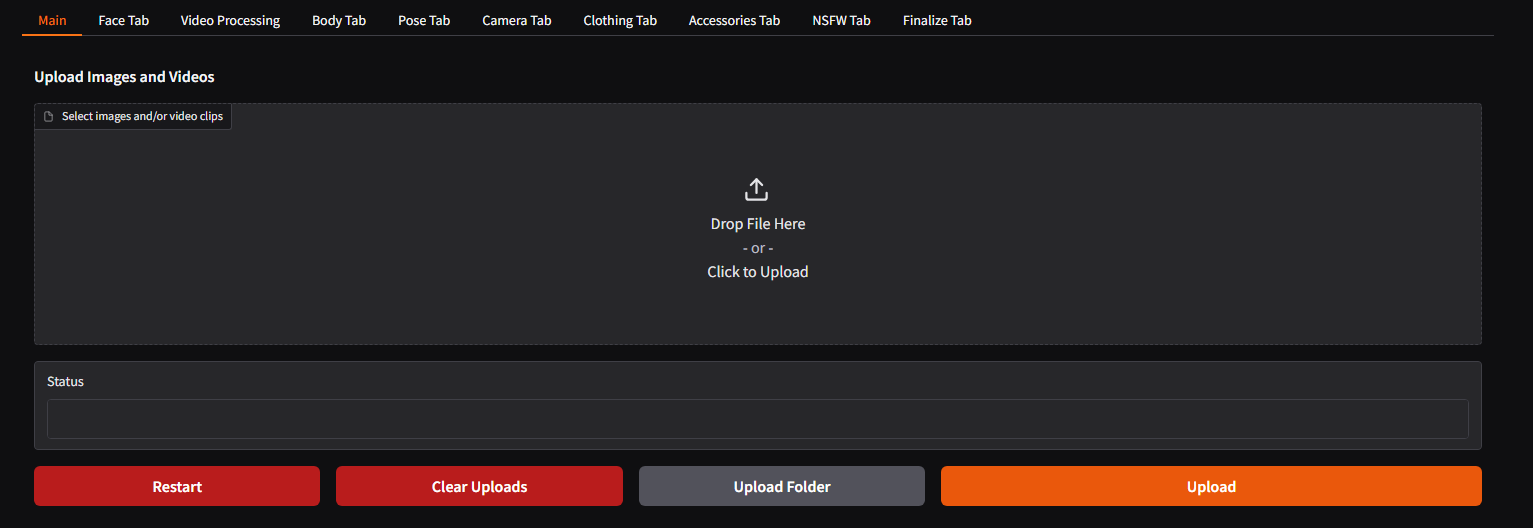 Main Face Tab Video Processing Body Tab Pose Tab Camera Tab Clothing Tab Accessories Tab NSFW Tab Finalize Tab
Upload Images and Videos
Select images and/or video clips
Drop File Here
- or -
Click to Upload
Status
Restart Clear Uploads Upload Folder Upload